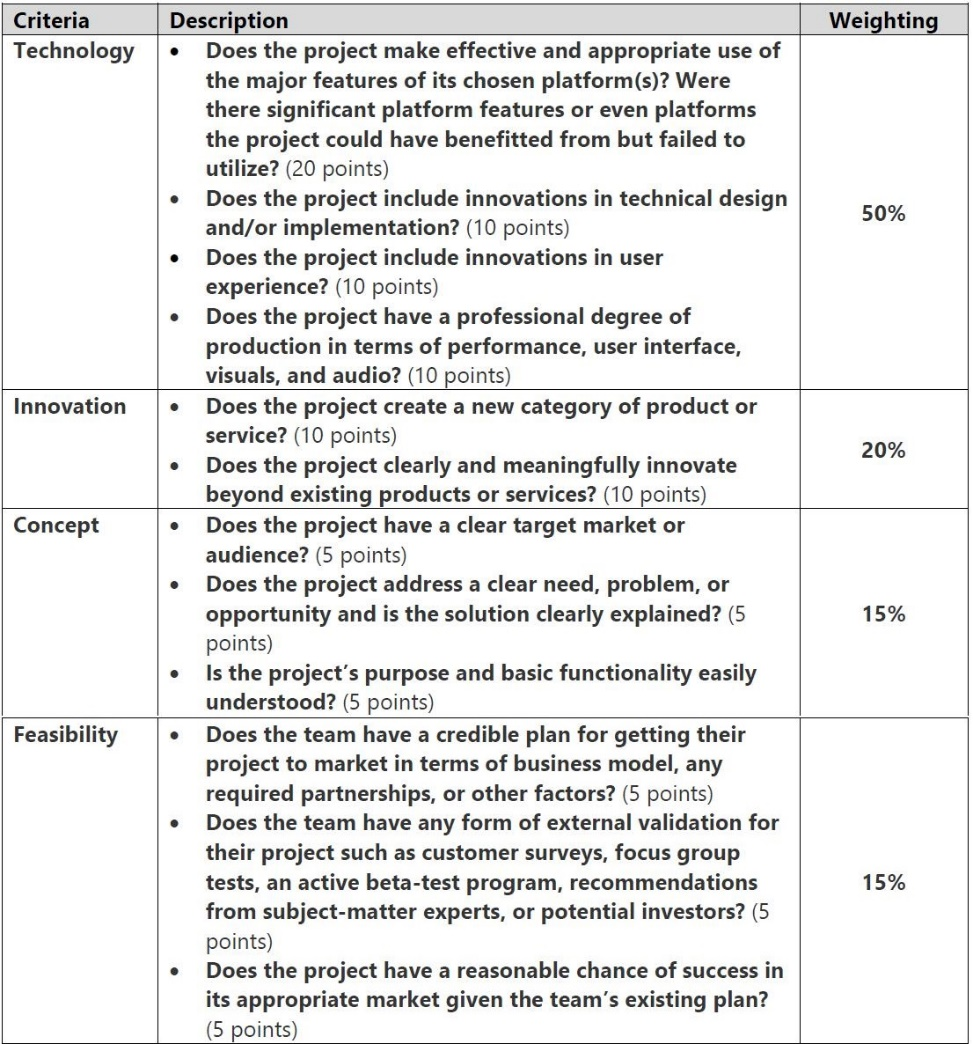 Criteria Description Weighting
Technology • Does the project make effective and appropriate use of
the major features of its chosen platform(s)? Were
there significant platform features or even platforms
the project could have benefitted from but failed to
utilize? (20 points)
• Does the project include innovations in technical design
and/or implementation? (10 points)
50%
• Does the project include innovations in user
experience? (10 points)
• Does the project have a professional degree of
production in terms of performance, user interface,
visuals, and audio? (10 points)
Innovation • Does the project create a new category of product or
service? (10 points)
20%
• Does the project clearly and meaningfully innovate
beyond existing products or services? (10 points)
Concept • Does the project have a clear target market or
audience? (5 points)
• Does the project address a clear need, problem, or
opportunity and is the solution clearly explained? (5
points)
15%
• Is the project's purpose and basic functionality easily
understood? (5 points)
Feasibility • Does the team have a credible plan for getting their
project to market in terms of business model, any
required partnerships, or other factors? (5 points)
• Does the team have any form of external validation for
their project such as customer surveys, focus group
tests, an active beta-test program, recommendations
from subject-matter experts, or potential investors? (5
points)
15%
• Does the project have a reasonable chance of success in
its appropriate market given the team's existing plan?
(5 points)